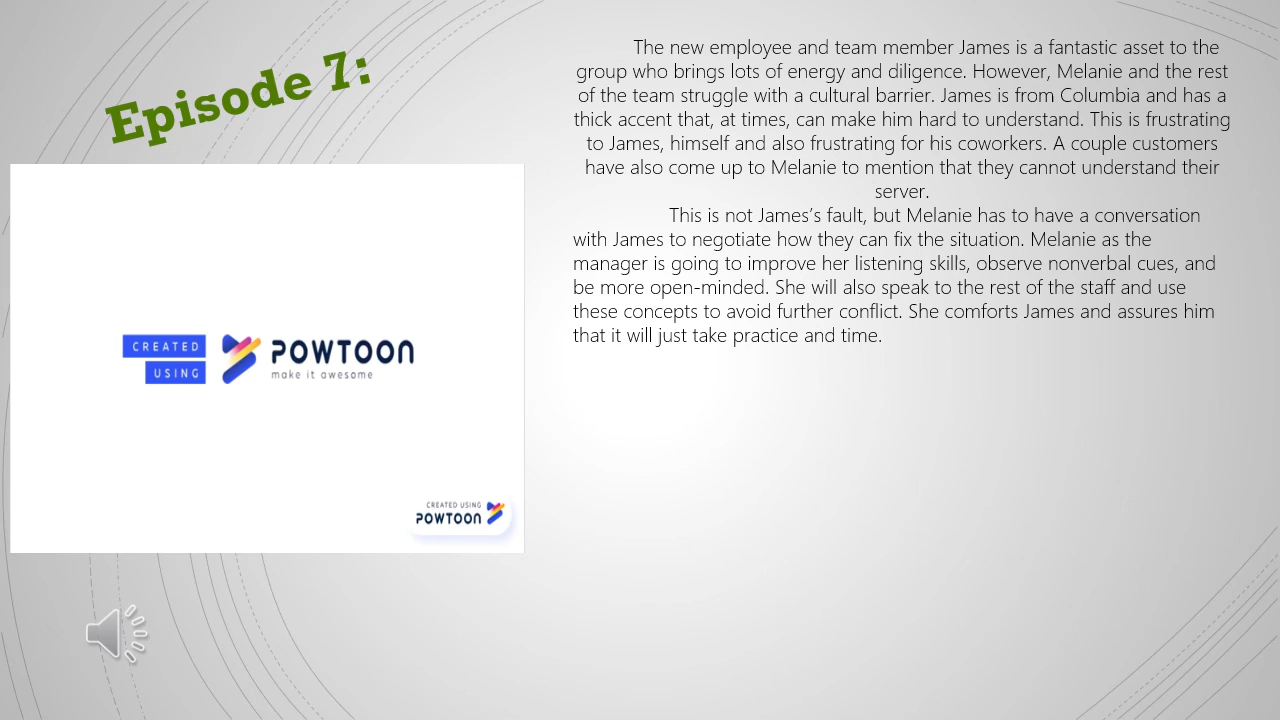 Episode 7:
The new employee and team member James is a fantastic asset to the
group who brings lots of energy and diligence. However, Melanie and the rest
of the team struggle with a cultural barrier. James is from Columbia and has a
thick accent that, at times, can make him hard to understand. This is frustrating
to James, himself and also frustrating for his coworkers. A couple customers
have also come up to Melanie to mention that they cannot understand their
server.
This is not James’s fault, but Melanie has to have a conversation
with James to negotiate how they can fix the situation. Melanie as the
manager is going to improve her listening skills, observe nonverbal cues, and
be more open-minded. She will also speak to the rest of the staff and use
these concepts to avoid further conflict. She comforts James and assures him
that it will just take practice and time.
CREATED
USING
POWTOON
make it awesome
CREATED USING
POWTOON